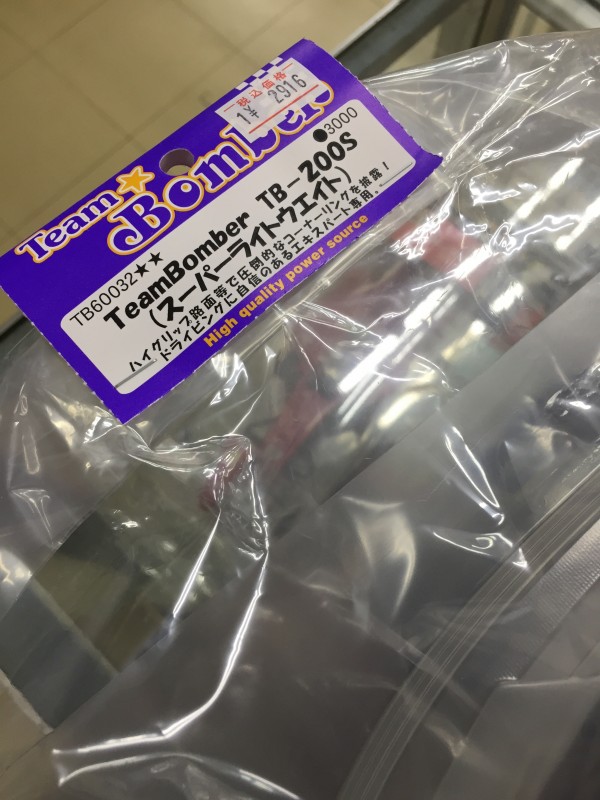 税込価格
1ケ ¥2916
Team Bomber
●3000
TB60032★★
TeamBomber TB-200S
(スーパーライトウエイト)
ハイグリップ路面等で圧倒的なコーナーリングを披露!
ドライビングに自信のあるエキスパート専用。
High quality power source